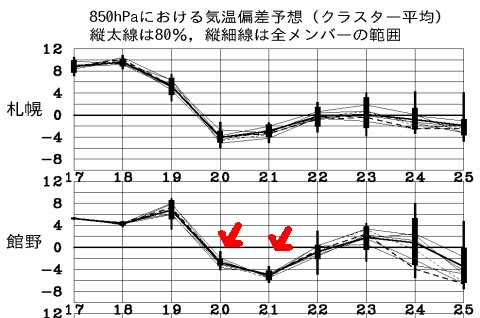 850hPaにおける気温偏差予想（クラスター平均）
縦太線は80%，縦細線は全メンバーの範囲
12
8
4
札幌 0
-4
-8
17 18 19 20 21 22 23 24 25
12
8
4
館野 0
-4
-8
12 17 18 19 20 21 22 23 24 25